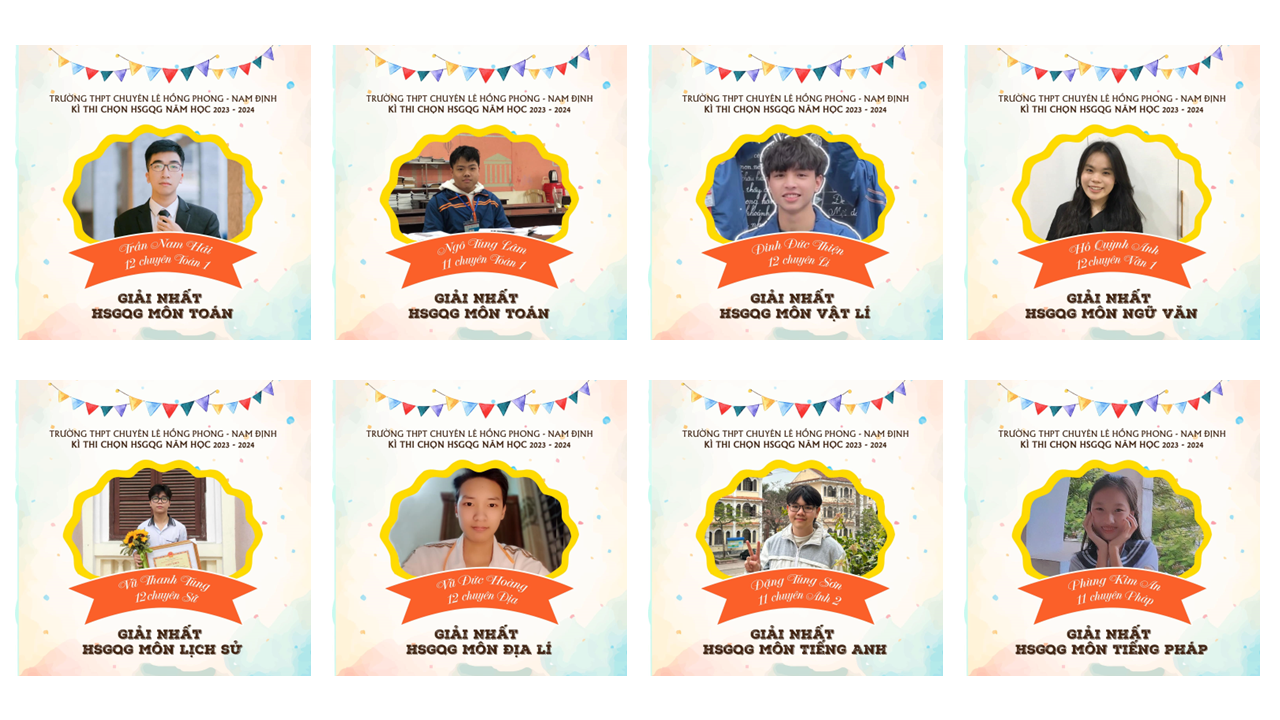 TRƯỜNG THPT CHUYÊN LÊ HỒNG PHONG - NAM ĐỊNH
KÌ THI CHỌN HSGQG NĂM HỌC 2023 - 2024
Trần Nam Hải
12 chuyên Toán 1
GIẢI NHẤT
HSGQG MÔN TOÁN
TRƯỜNG THPT CHUYÊN LÊ HỒNG PHONG - NAM ĐỊNH
KÌ THI CHỌN HSGQG NĂM HỌC 2023 - 2024
Ngô Tùng Lâm
11 chuyên Toán 1
GIẢI NHẤT
HSGQG MÔN TOÁN
TRƯỜNG THPT CHUYÊN LÊ HỒNG PHONG - NAM ĐỊNH
KÌ THI CHỌN HSGQG NĂM HỌC 2023 - 2024
Đinh Đức Thiện
12 chuyên Lí
GIẢI NHẤT
HSGQG MÔN VẬT LÍ
TRƯỜNG THPT CHUYÊN LÊ HỒNG PHONG - NAM ĐỊNH
KÌ THI CHỌN HSGQG NĂM HỌC 2023 - 2024
Hồ Quỳnh Anh
12chuyên Văn 1
GIẢI NHẤT
HSGQG MÔN NGỮ VĂN
TRƯỜNG THPT CHUYÊN LÊ HỒNG PHONG - NAM ĐỊNH
KÌ THI CHỌN HSGQG NĂM HỌC 2023 - 2024
Vũ Thanh Tùng
12chuyên Sử
GIẢI NHẤT
HSGQG MÔN LỊCH SỬ
TRƯỜNG THPT CHUYÊN LÊ HỒNG PHONG - NAM ĐỊNH
KÌ THI CHỌN HSGQG NĂM HỌC 2023 - 2024
Vũ Đức Hoàng
12 chuyên Địa
GIẢI NHẤT
HSGQG MÔN ĐỊA LÍ
TRƯỜNG THPT CHUYÊN LÊ HỒNG PHONG - NAM ĐỊNH
KÌ THI CHỌN HSGQG NĂM HỌC 2023 - 2024
Đặng Tùng Sơn
11 chuyên Anh 2
GIẢI NHẤT
HSGQG MÔN TIẾNG ANH
TRƯỜNG THPT CHUYÊN LÊ HỒNG PHONG - NAM ĐỊNH
KÌ THI CHỌN HSGQG NĂM HỌC 2023 - 2024
Phùng Kim An
11 chuyên Pháp
GIẢI NHẤT
HSGQG MÔN TIẾNG PHÁP